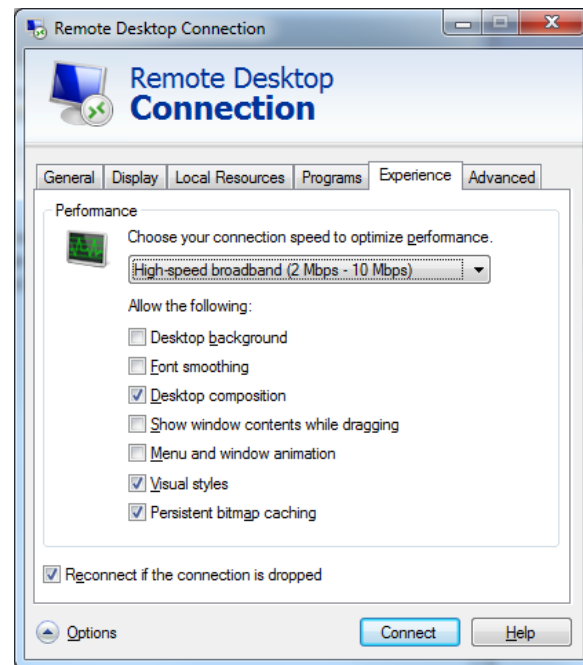 Remote Desktop Connection
Remote Desktop
Connection
General Display Local Resources Programs Experience Advanced
Performance
Choose your connection speed to optimize performance.
High-speed broadband (2 Mbps - 10 Mbps)
Allow the following:
Desktop background
Font smoothing
Desktop composition
Show window contents while dragging
Menu and window animation
Visual styles
Persistent bitmap caching
Reconnect if the connection is dropped
Options Connect Help